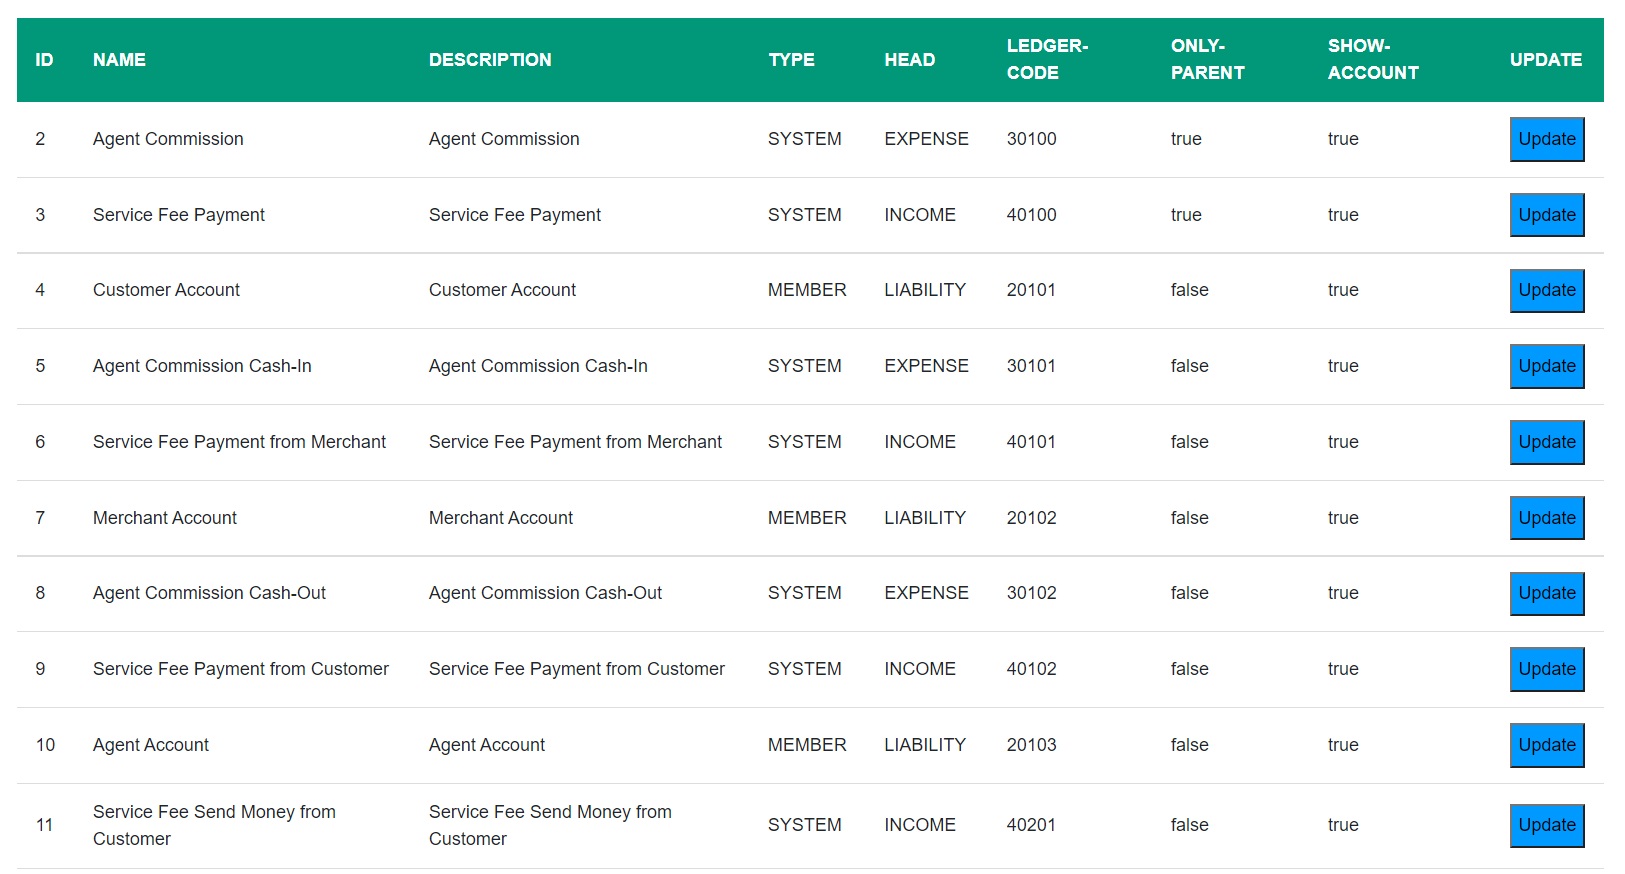 ID NAME DESCRIPTION TYPE HEAD LEDGER-CODE ONLY-PARENT SHOW-ACCOUNT UPDATE
2 Agent Commission Agent Commission SYSTEM EXPENSE 30100 true true Update
3 Service Fee Payment Service Fee Payment SYSTEM INCOME 40100 true true Update
4 Customer Account Customer Account MEMBER LIABILITY 20101 false true Update
5 Agent Commission Cash-In Agent Commission Cash-In SYSTEM EXPENSE 30101 false true Update
6 Service Fee Payment from Merchant Service Fee Payment from Merchant SYSTEM INCOME 40101 false true Update
7 Merchant Account Merchant Account MEMBER LIABILITY 20102 false true Update
8 Agent Commission Cash-Out Agent Commission Cash-Out SYSTEM EXPENSE 30102 false true Update
9 Service Fee Payment from Customer Service Fee Payment from Customer SYSTEM INCOME 40102 false true Update
10 Agent Account Agent Account MEMBER LIABILITY 20103 false true Update
11 Service Fee Send Money from Customer Service Fee Send Money from Customer SYSTEM INCOME 40201 false true Update